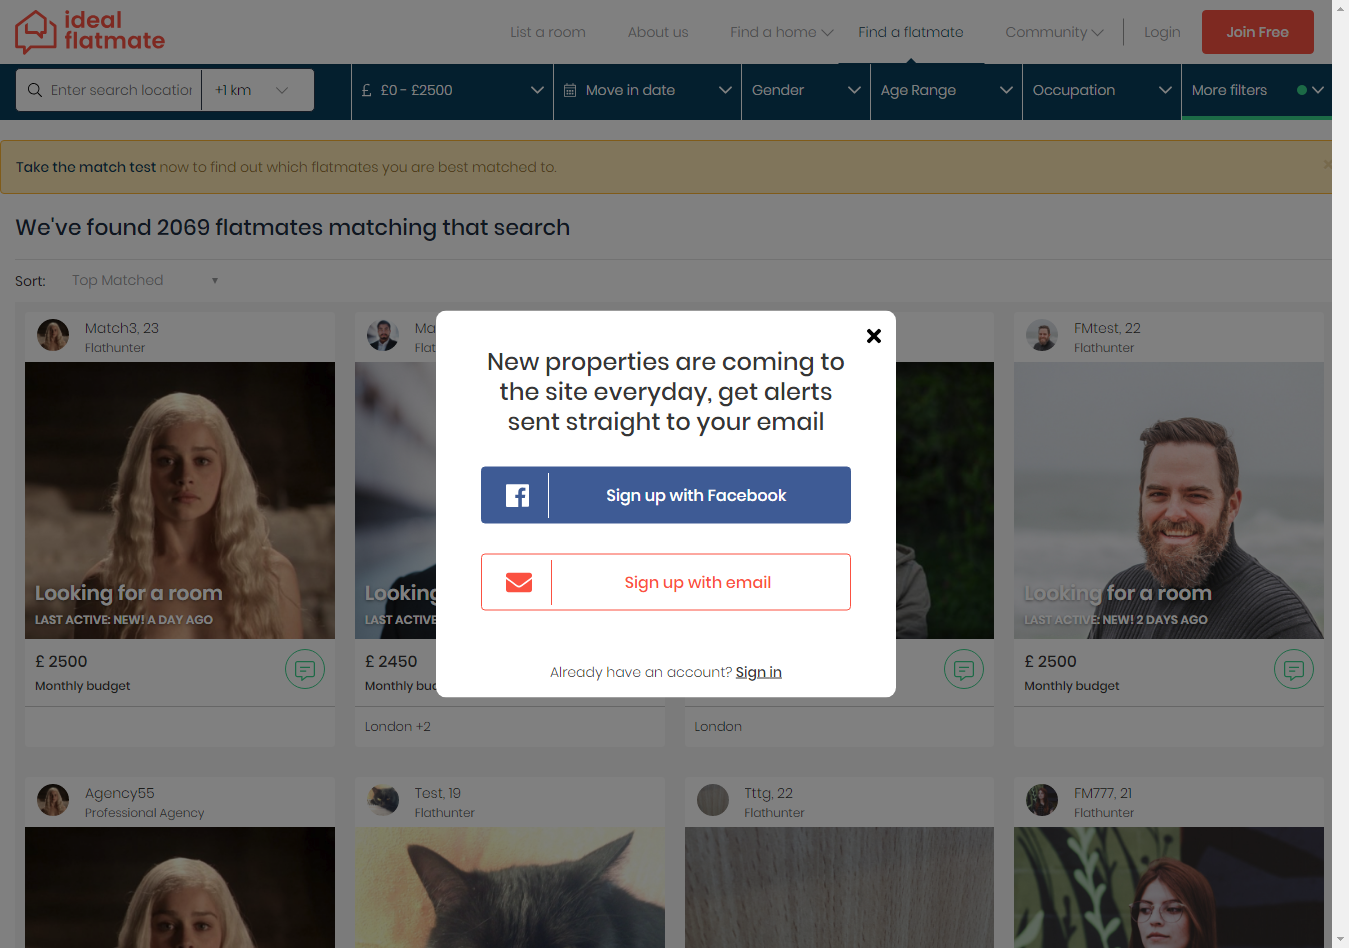 ideal
flatmate
List a room
About us
Find a home
Find a flatmate
Community
Login
Join Free
Enter search location
+1 km
£ £0 - £2500
Move in date
Gender
Age Range
Occupation
More filters
Take the match test now to find out which flatmates you are best matched to.
×
We've found 2069 flatmates matching that search
Sort:
Top Matched
Match3, 23
Flathunter
Looking for a room
LAST ACTIVE: NEW! A DAY AGO
£ 2500
Monthly budget
Ma
Flat
Looking
LAST ACTIVE
£ 2450
Monthly bud
London +2
London
FMtest, 22
Flathunter
Looking for a room
LAST ACTIVE: NEW! 2 DAYS AGO
£ 2500
Monthly budget
New properties are coming to
the site everyday, get alerts
sent straight to your email
Sign up with Facebook
Sign up with email
Already have an account? Sign in
Agency55
Professional Agency
Test, 19
Flathunter
Tttg, 22
Flathunter
FM777, 21
Flathunter